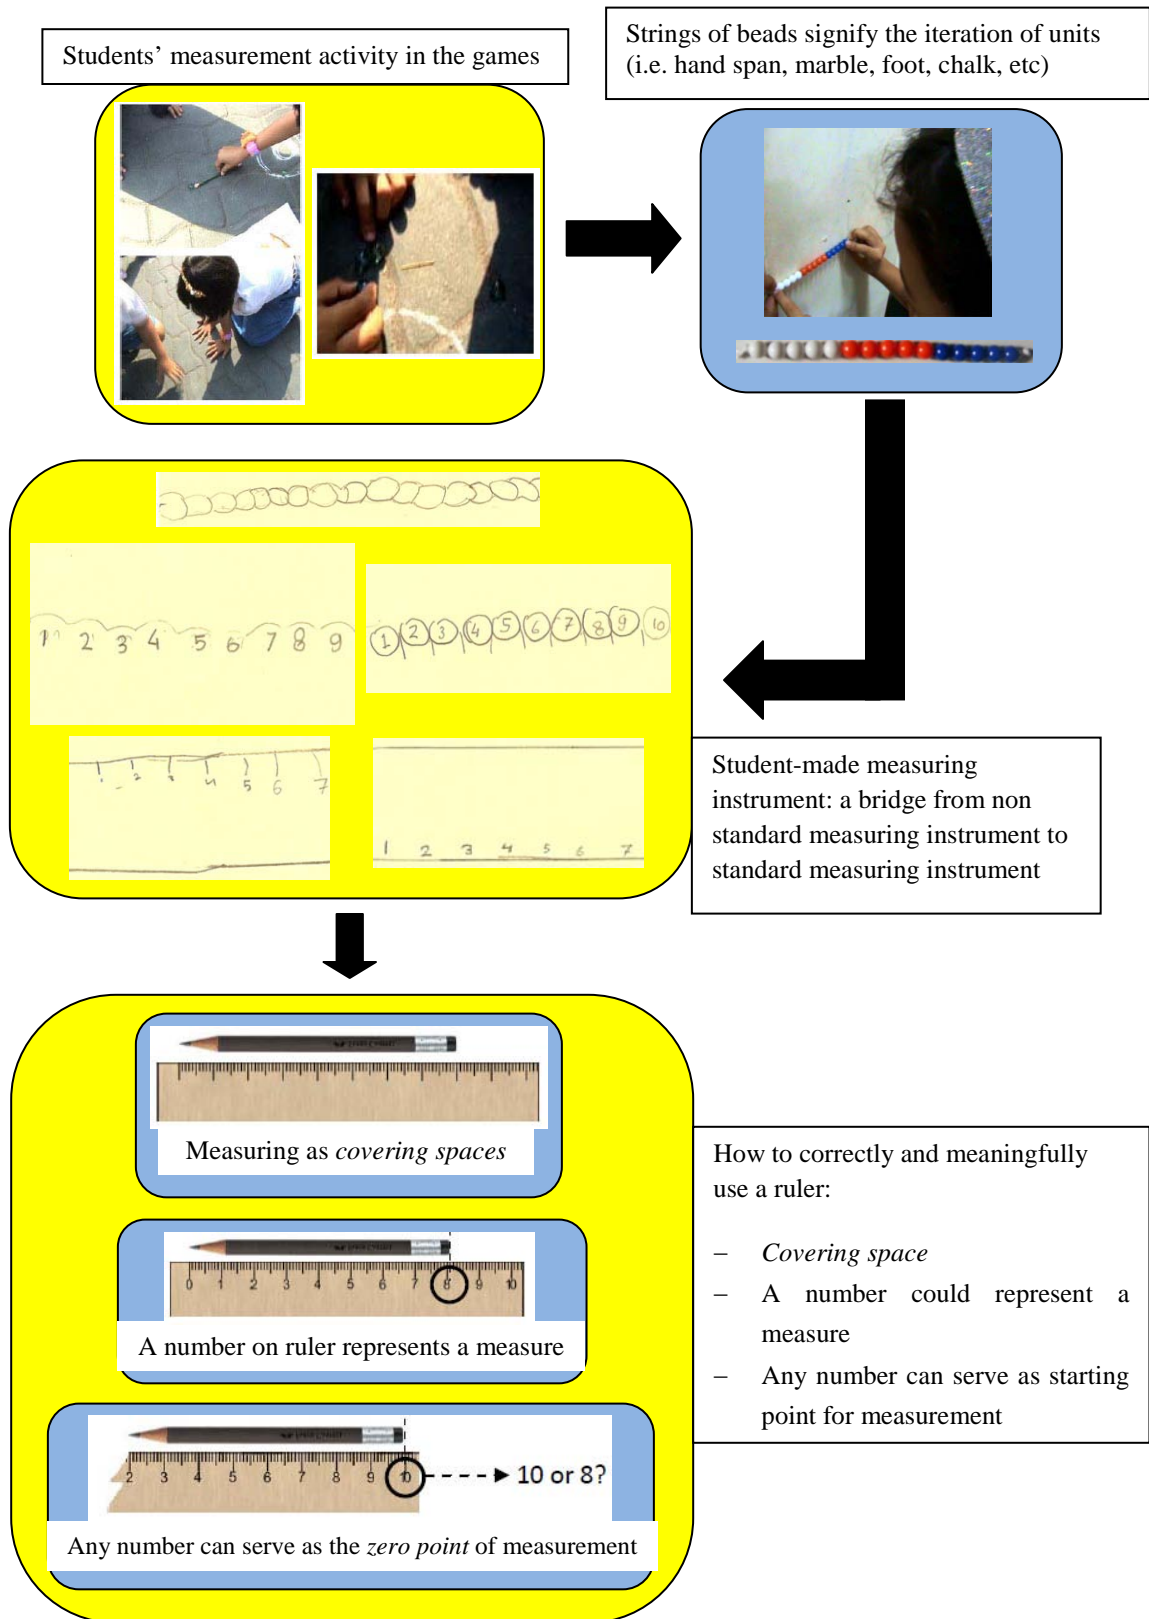 Students’ measurement activity in the games
Strings of beads signify the iteration of units
(i.e. hand span, marble, foot, chalk, etc)
1 2 3 4 5 6 7 8 9
1 2 3 4 5 6 7 8 9 10
1 2 3 4 5 6 7
1 2 3 4 5 6 7
Student-made measuring
instrument: a bridge from non
standard measuring instrument to
standard measuring instrument
Measuring as covering spaces
0 1 2 3 4 5 6 7 8 9 10
A number on ruler represents a measure
2 3 4 5 6 7 8 9 10
10 or 8?
Any number can serve as the zero point of measurement
How to correctly and meaningfully
use a ruler:
– Covering space
– A number could represent a
measure
– Any number can serve as starting
point for measurement